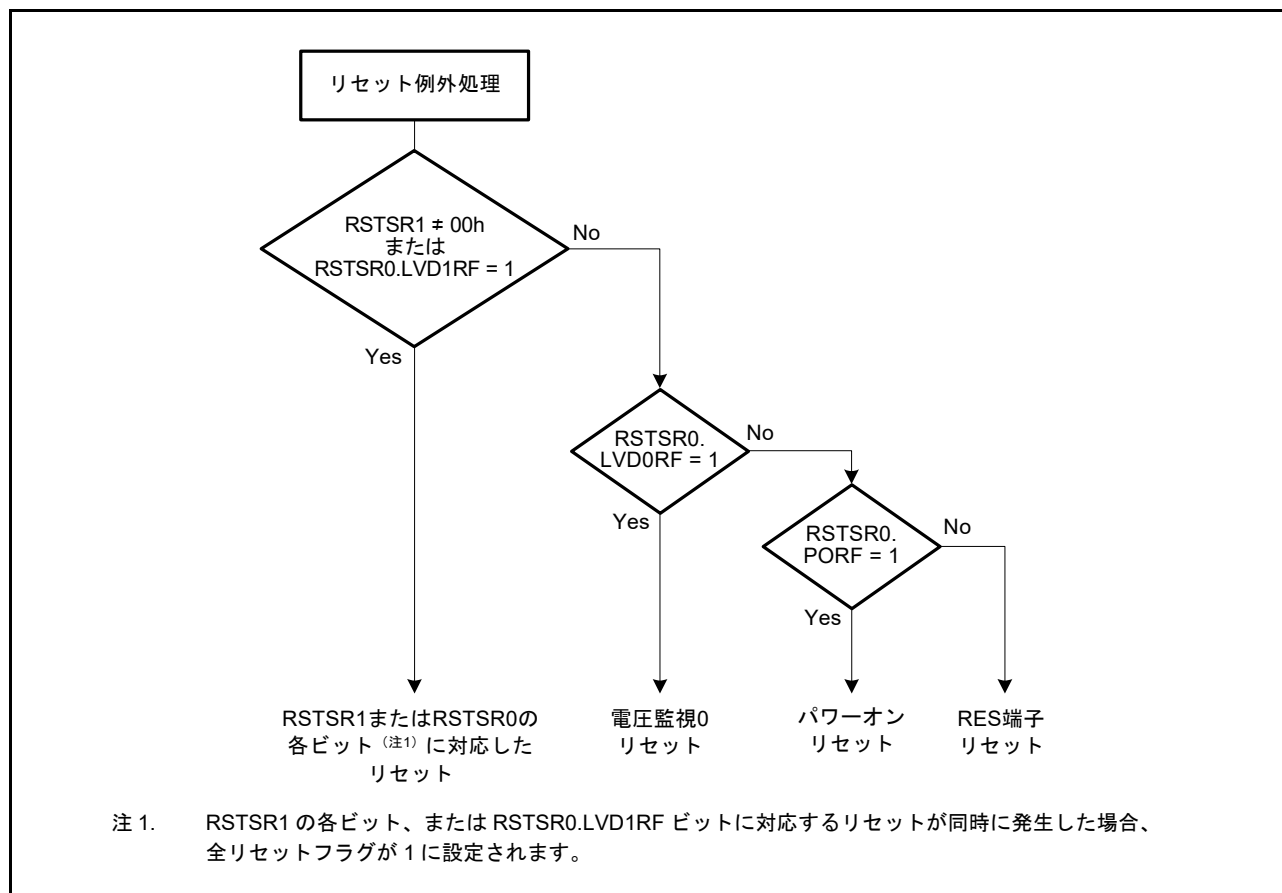 リセット例外処理
RSTSR1 ≠ 00h
または
RSTSR0.LVD1RF = 1
No
Yes
RSTSR0.
LVD0RF = 1
No
Yes
RSTSR0.
PORF = 1
No
Yes
RSTSR1またはRSTSR0の
各ビット（注1）に対応した
リセット
電圧監視0
リセット
パワーオン
リセット
RES端子
リセット
注 1. RSTSR1 の各ビット、または RSTSR0.LVD1RF ビットに対応するリセットが同時に発生した場合、
全リセットフラグが 1 に設定されます。